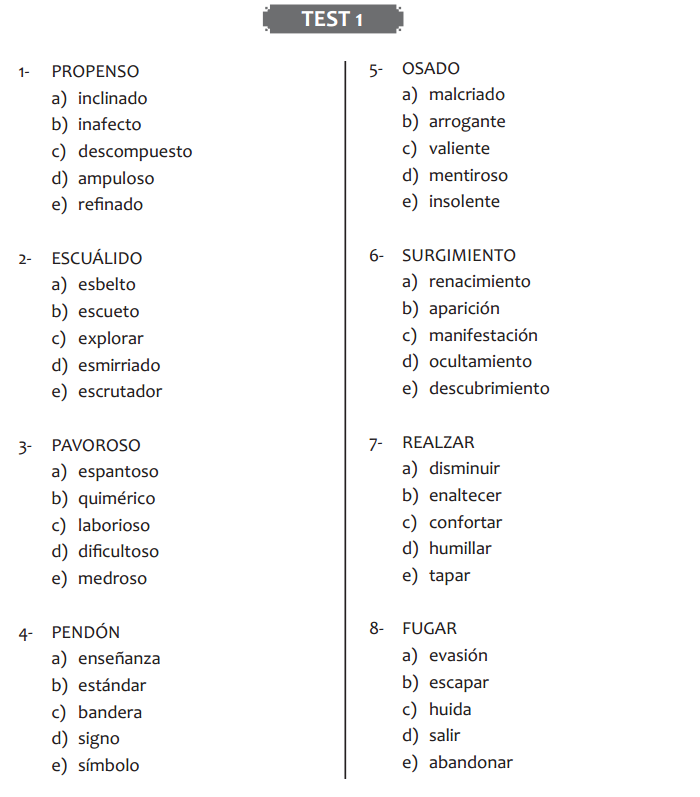 TEST 1
1- PROPENSO
a) inclinado
b) inafecto
c) descompuesto
d) ampuloso
e) refinado
2- ESCUÁLIDO
a) esbelto
b) escueto
c) explorar
d) esmirriado
e) escrutador
3- PAVOROSO
a) espantoso
b) quimérico
c) laborioso
d) dificultoso
e) medroso
4- PENDÓN
a) enseñanza
b) estándar
c) bandera
d) signo
e) símbolo
5- OSADO
a) malcriado
b) arrogante
c) valiente
d) mentiroso
e) insolente
6- SURGIMIENTO
a) renacimiento
b) aparición
c) manifestación
d) ocultamiento
e) descubrimiento
7- REALZAR
a) disminuir
b) enaltecer
c) confortar
d) humillar
e) tapar
8- FUGAR
a) evasión
b) escapar
c) huida
d) salir
e) abandonar